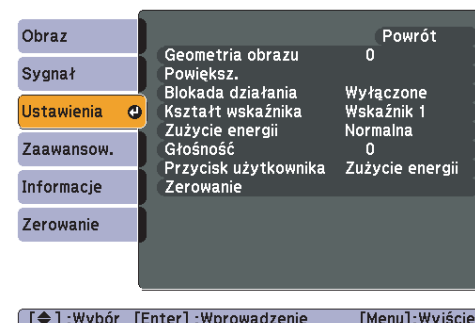 Obraz
Sygnał
Ustawienia
Zaawansow.
Informacje
Zerowanie
Powrót
Geometria obrazu 0
Powiększ.
Blokada działania Wyłączone
Kształt wskaźnika Wskaźnik 1
Zużycie energii Normalna
Głośność 0
Przycisk użytkownika Zużycie energii
Zerowanie
[ ] :Wybór [Enter] :Wprowadzenie [Menu]:Wyjście